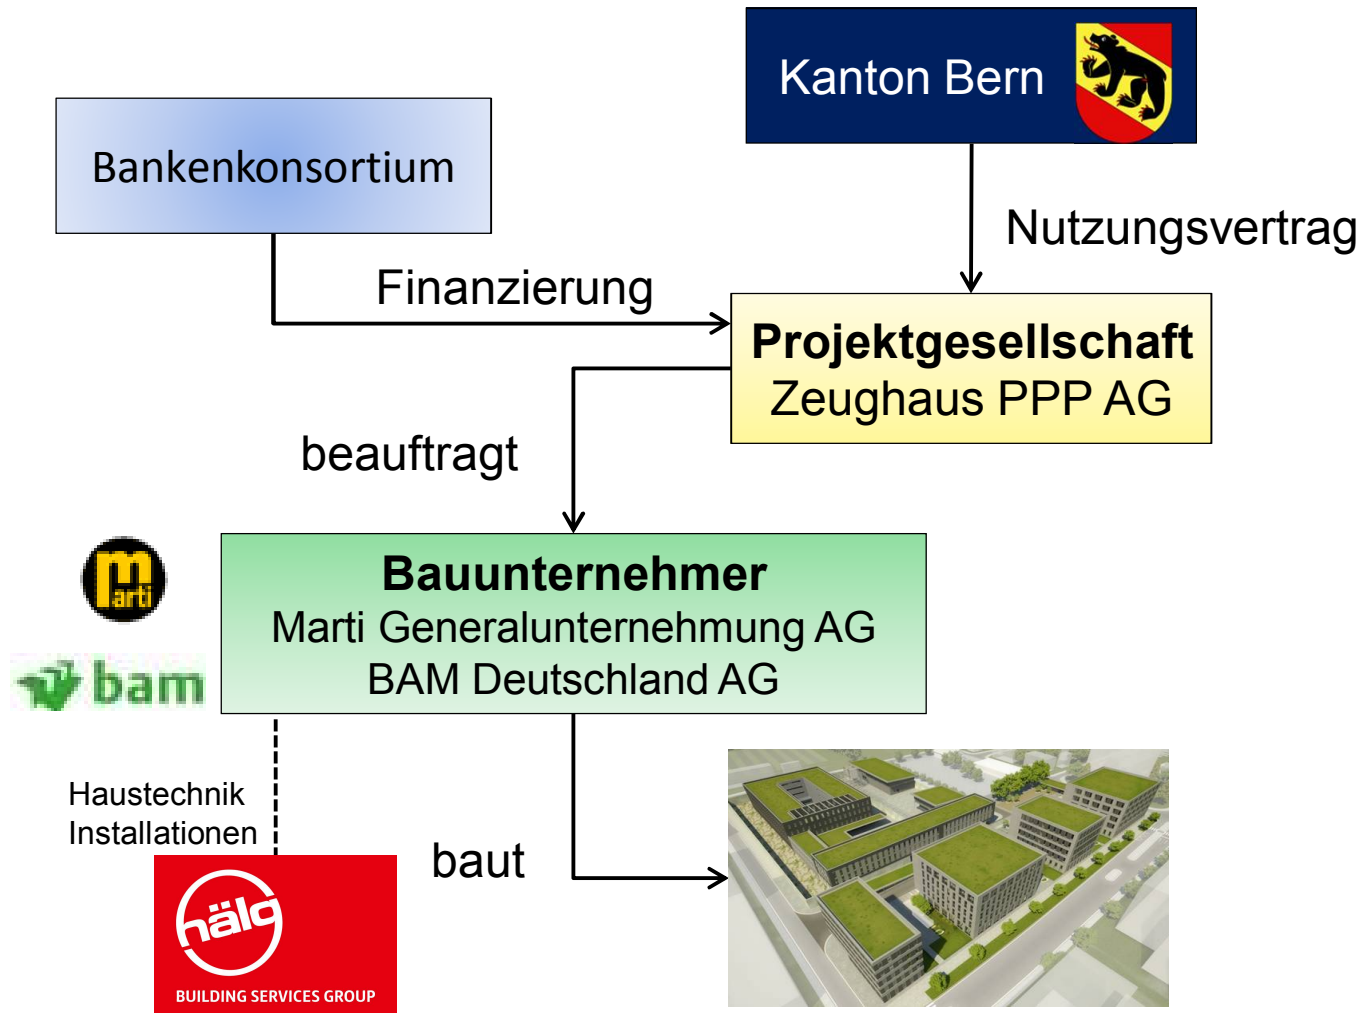 Kanton Bern
Bankenkonsortium
Nutzungsvertrag
Finanzierung
Projektgesellschaft
Zeughaus PPP AG
beauftragt
marti
Bauunternehmer
Marti Generalunternehmung AG
BAM Deutschland AG
bam
Haustechnik
Installationen
baut
hälg
BUILDING SERVICES GROUP